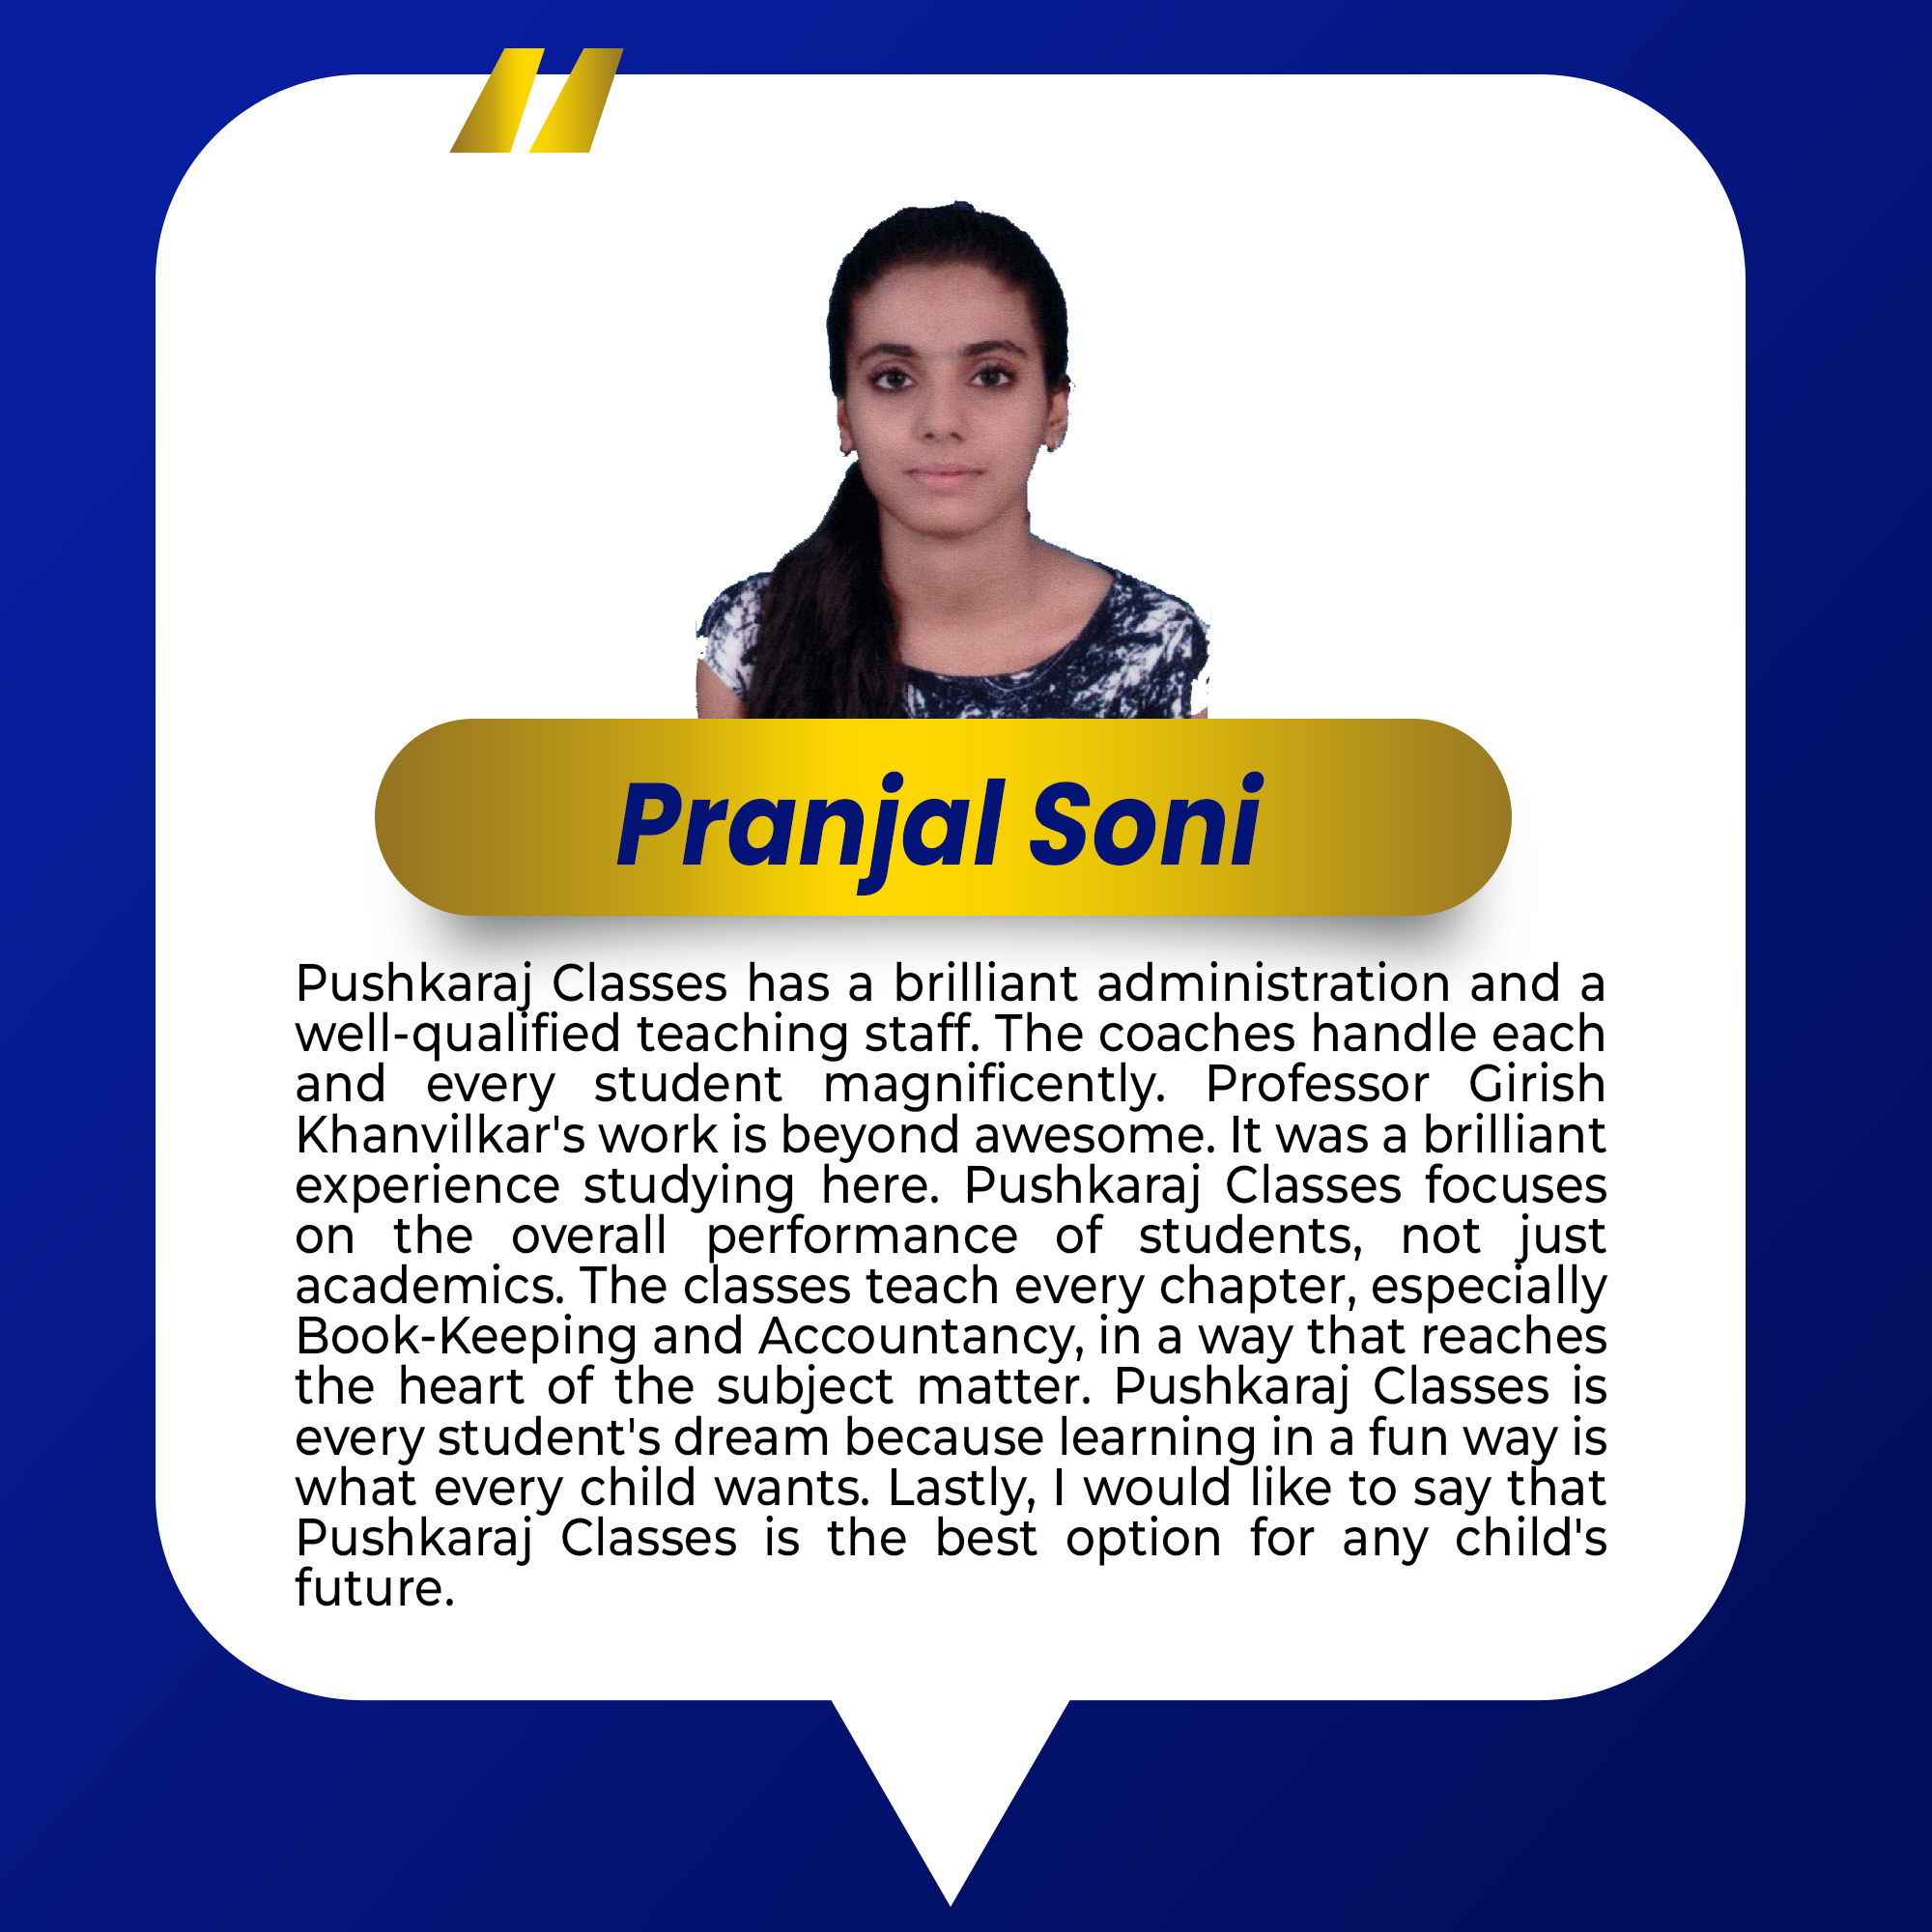 Pranjal Soni
Pushkaraj Classes has a brilliant administration and a
well-qualified teaching staff. The coaches handle each
and every student magnificently. Professor Girish
Khanvilkar's work is beyond awesome. It was a brilliant
experience studying here. Pushkaraj Classes focuses
on the overall performance of students, not just
academics. The classes teach every chapter, especially
Book-Keeping and Accountancy, in a way that reaches
the heart of the subject matter. Pushkaraj Classes is
every student's dream because learning in a fun way is
what every child wants. Lastly, I would like to say that
Pushkaraj Classes is the best option for any child's
future.